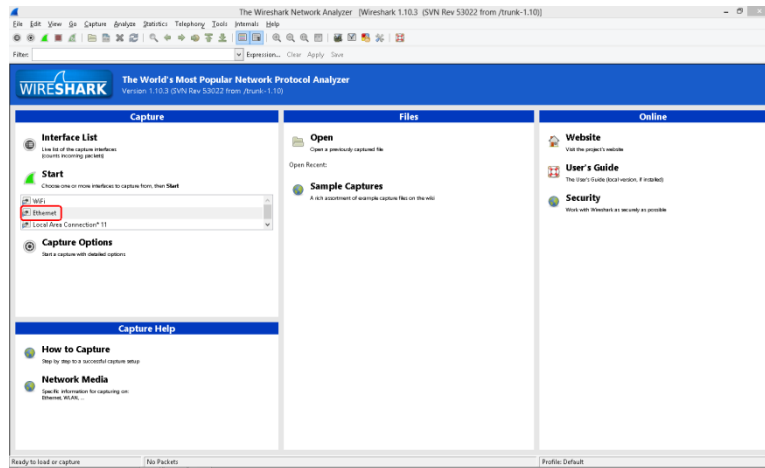 The Wireshark Network Analyzer [Wireshark 1.10.3 (SVN Rev 53022 from /trunk-1.10)]
File Edit View Go Capture Analyze Statistics Telephony Tools Internals Help
Filter: Expression... Clear Apply Save
WIRESHARK
The World's Most Popular Network Protocol Analyzer
Version 1.10.3 (SVN Rev 53022 from /trunk-1.10)
Capture
Interface List
Live list of the capture interfaces
(counts incoming packets)
Start
Choose one or more interfaces to capture from, then Start
WiFi
Ethernet
Local Area Connection* 11
Capture Options
Start a capture with detailed options
Capture Help
How to Capture
Step by step to a successful capture setup
Network Media
Specific information for capturing on:
Ethernet, WLAN, ...
Files
Open
Open a previously captured file
Open Recent:
Sample Captures
A rich assortment of example capture files on the wiki
Online
Website
Visit the project's website
User's Guide
The User's Guide (local version, if installed)
Security
Work with Wireshark as securely as possible
Ready to load or capture
No Packets
Profile: Default